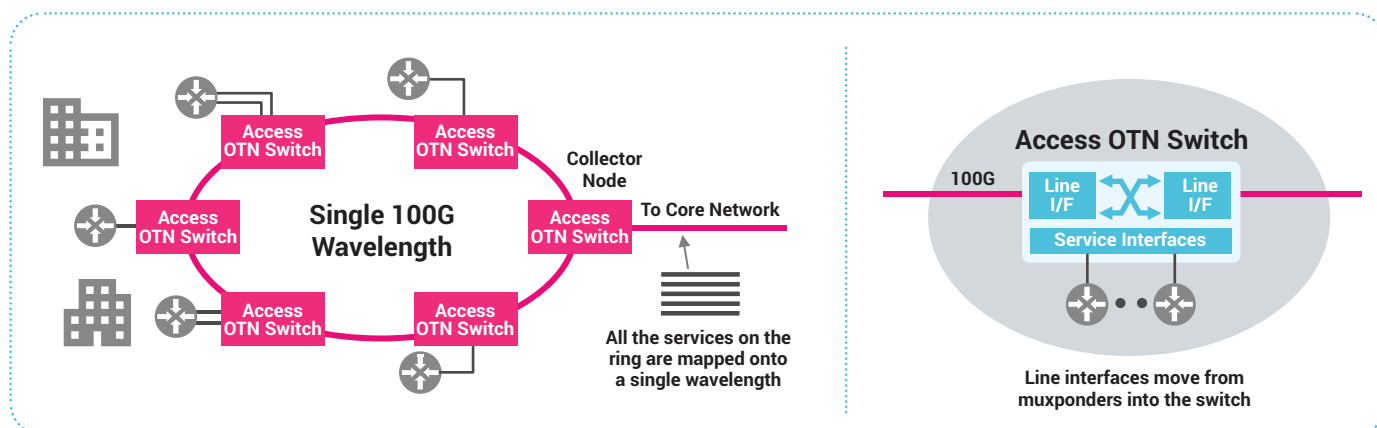 Access
OTN Switch
Access
OTN Switch
Access
OTN Switch
Single 100G
Wavelength
Collector
Node
Access
OTN Switch
To Core Network
Access
OTN Switch
Access
OTN Switch
All the services on the
ring are mapped onto
a single wavelength
Access OTN Switch
100G
Line
I/F
Line
I/F
Service Interfaces
Line interfaces move from
muxponders into the switch